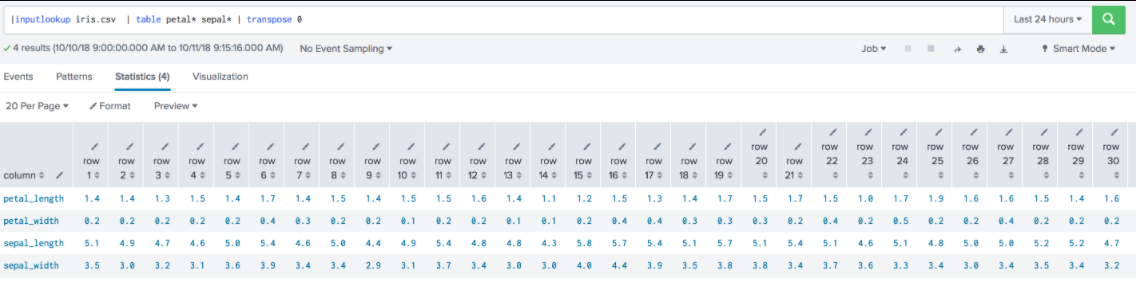 |inputlookup iris.csv | table petal* sepal* | transpose 0
Last 24 hours
4 results (10/10/18 9:00:00.000 AM to 10/11/18 9:15:16.000 AM) No Event Sampling Job Smart Mode
Events Patterns Statistics (4) Visualization
20 Per Page Format Preview
column row 1 row 2 row 3 row 4 row 5 row 6 row 7 row 8 row 9 row 10 row 11 row 12 row 13 row 14 row 15 row 16 row 17 row 18 row 19 row 20 row 21 row 22 row 23 row 24 row 25 row 26 row 27 row 28 row 29 row 30
petal_length 1.4 1.4 1.3 1.5 1.4 1.7 1.4 1.5 1.4 1.5 1.5 1.6 1.4 1.1 1.2 1.5 1.3 1.4 1.7 1.5 1.7 1.5 1.0 1.7 1.9 1.6 1.6 1.5 1.4 1.6
petal_width 0.2 0.2 0.2 0.2 0.2 0.4 0.3 0.2 0.2 0.1 0.2 0.2 0.1 0.1 0.2 0.4 0.4 0.3 0.3 0.3 0.2 0.4 0.2 0.5 0.2 0.2 0.4 0.2 0.2 0.2
sepal_length 5.1 4.9 4.7 4.6 5.0 5.4 4.6 5.0 4.4 4.9 5.4 4.8 4.8 4.3 5.8 5.7 5.4 5.1 5.7 5.1 5.4 5.1 4.6 5.1 4.8 5.0 5.0 5.2 5.2 4.7
sepal_width 3.5 3.0 3.2 3.1 3.6 3.9 3.4 3.4 2.9 3.1 3.7 3.4 3.0 3.0 4.0 4.4 3.9 3.5 3.8 3.8 3.4 3.7 3.6 3.3 3.4 3.0 3.4 3.5 3.4 3.2